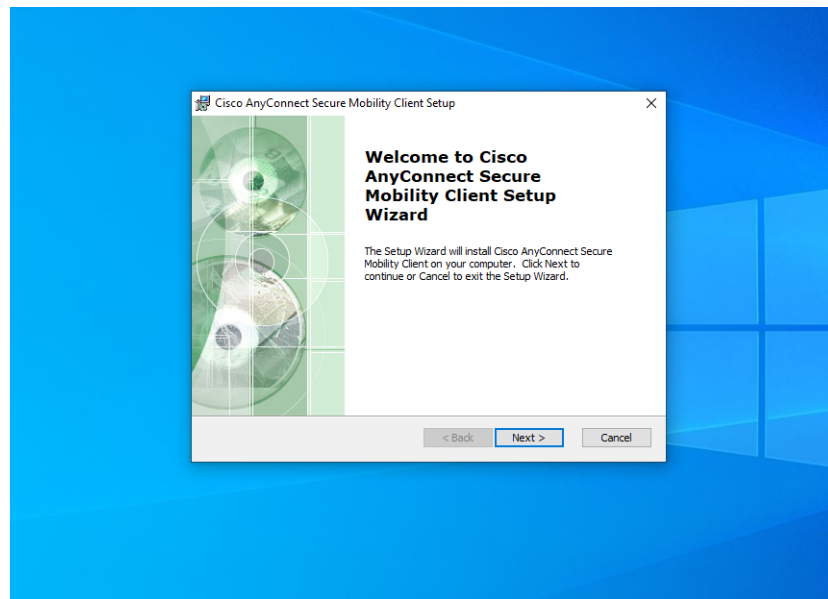 Cisco AnyConnect Secure Mobility Client Setup
Welcome to Cisco
AnyConnect Secure
Mobility Client Setup
Wizard
The Setup Wizard will install Cisco AnyConnect Secure
Mobility Client on your computer. Click Next to
continue or Cancel to exit the Setup Wizard.
< Back Next > Cancel